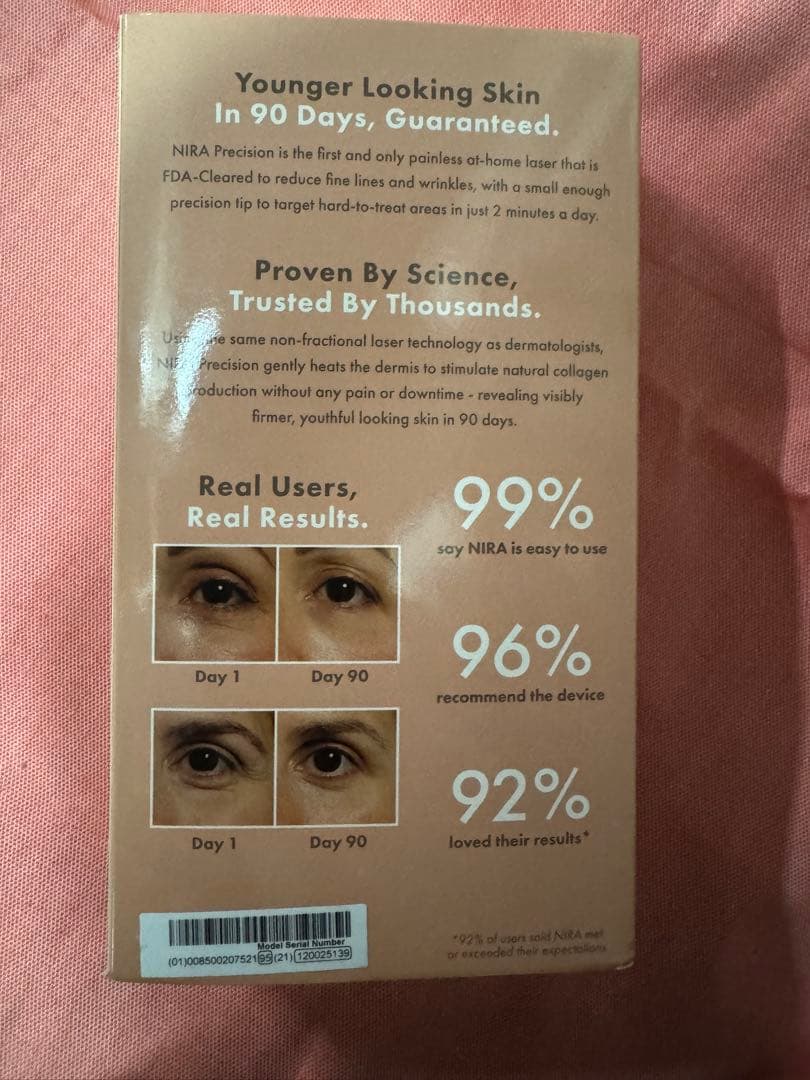 Younger Looking Skin
In 90 Days, Guaranteed.
NIRA Precision is the first and only painless at-home laser that is
FDA-Cleared to reduce fine lines and wrinkles, with a small enough
precision tip to target hard-to-treat areas in just 2 minutes a day.
Proven By Science,
Trusted By Thousands.
same non-fractional laser technology as dermatologists,
Precision gently heats the dermis to stimulate natural collagen
production without any pain or downtime - revealing visibly
firmer, youthful looking skin in 90 days.
Real Users,
Real Results.
Day 1
Day 90
Day 1
Day 90
99%
say NIRA is easy to use
96%
recommend the device
92%
loved their results*
*92% of users said NIRA met
or exceeded their expectations
Model Serial Number
(01)00850020752195(21)120025139